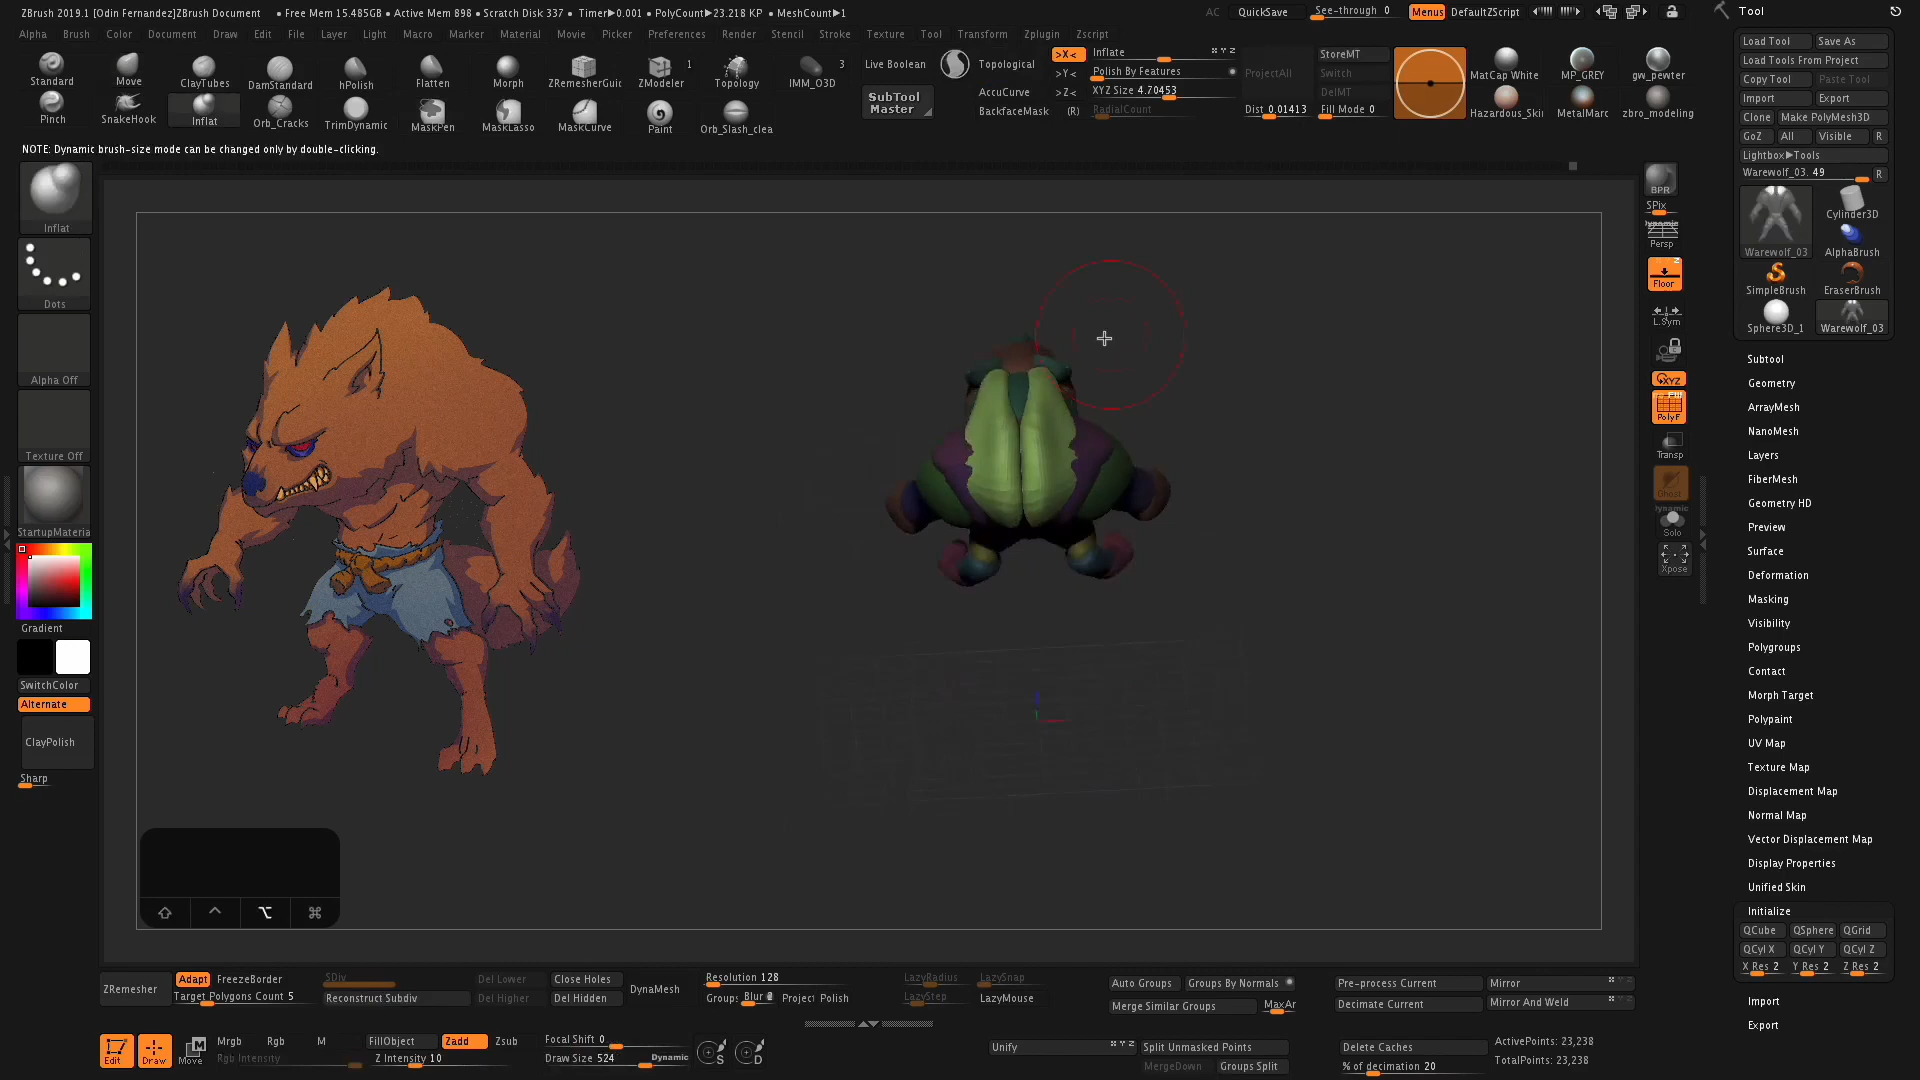 ZBrush 2019.1 [Odin Fernandez]ZBrush Document • Free Mem 15.485GB • Active Mem 898 • Scratch Disk 337 • Timer▶0.001 • PolyCount▶23.218 KP • MeshCount▶1 AC QuickSave See-through 0 Menus DefaultZScript Tool
Alpha Brush Color Document Draw Edit File Layer Light Macro Marker Material Movie Picker Preferences Render Stencil Stroke Texture Tool Transform Zplugin Zscript
Standard Move ClayTubes DamStandard hPolish Flatten Morph ZRemesherGuid ZModeler 1 Topology IMM_O3D 3
Pinch SnakeHook Inflat Orb_Cracks TrimDynamic MaskPen MaskLasso MaskCurve Paint Orb_Slash_clea
Live Boolean
SubTool
Master
Topological
AccuCurve
BackfaceMask (R)
>X<
>Y<
>Z<
Inflate X Y Z
Polish By Features
XYZ Size 4.70453
RadialCount
ProjectAll
Dist 0.01413
StoreMT
Switch
DelMT
Fill Mode 0
MatCap White MP_GREY gw_pewter
Hazardous_Skin MetalMarc zbro_modeling
NOTE: Dynamic brush-size mode can be changed only by double-clicking.
Inflat
Dots
Alpha Off
Texture Off
StartupMateria
Gradient
SwitchColor
Alternate
ClayPolish
Sharp
BPR
SPix
Dynamic
Persp
Floor
L.Sym
XYZ
PolyF
Transp
Ghost
Dynamic
Solo
Xpose
Load Tool Save As
Load Tools From Project
Copy Tool Paste Tool
Import Export
Clone Make PolyMesh3D
GoZ All Visible R
Lightbox▶Tools
Warewolf_03. 49 R
Warewolf_03 Cylinder3D
AlphaBrush
SimpleBrush EraserBrush
Sphere3D_1 Warewolf_03
Subtool
Geometry
ArrayMesh
NanoMesh
Layers
FiberMesh
Geometry HD
Preview
Surface
Deformation
Masking
Visibility
Polygroups
Contact
Morph Target
Polypaint
UV Map
Texture Map
Displacement Map
Normal Map
Vector Displacement Map
Display Properties
Unified Skin
Initialize
QCube QSphere QGrid
QCyl X QCyl Y QCyl Z
X Res 2 Y Res 2 Z Res 2
Import
Export
ZRemesher
Adapt FreezeBorder
Target Polygons Count 5
SDiv
Reconstruct Subdiv
Del Lower Close Holes
Del Higher Del Hidden
DynaMesh
Resolution 128
Groups Blur 0 Project Polish
LazyRadius LazySnap
LazyStep LazyMouse
Auto Groups Groups By Normals
Merge Similar Groups MaxAr
Pre-process Current
Decimate Current
Mirror
Mirror And Weld
Edit Draw Move
Mrgb Rgb M
Rgb Intensity
FillObject Zadd Zsub
Z Intensity 10
Focal Shift 0
Draw Size 524 Dynamic
S D
Unify X Y Z
Split Unmasked Points
MergeDown Groups Split
Delete Caches
% of decimation 20
ActivePoints: 23,238
TotalPoints: 23,238